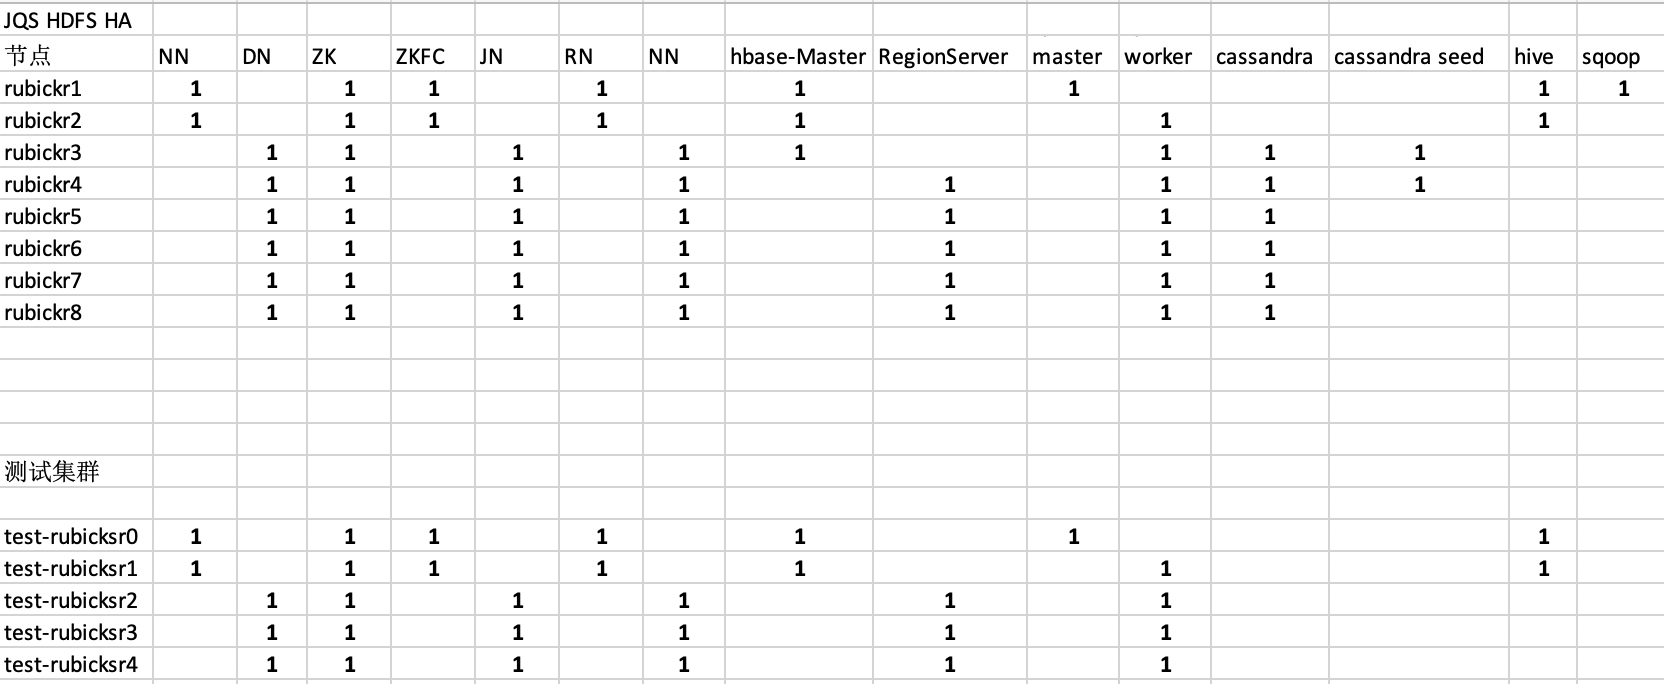 JQS HDFS HA
节点 NN DN ZK ZKFC JN RN NN hbase-Master RegionServer master worker cassandra cassandra seed hive sqoop
rubickr1 1 1 1 1 1 1 1 1
rubickr2 1 1 1 1 1 1 1
rubickr3 1 1 1 1 1 1 1 1
rubickr4 1 1 1 1 1 1 1 1
rubickr5 1 1 1 1 1 1 1
rubickr6 1 1 1 1 1 1 1
rubickr7 1 1 1 1 1 1 1
rubickr8 1 1 1 1 1 1 1
测试集群
test-rubicksr0 1 1 1 1 1 1 1
test-rubicksr1 1 1 1 1 1 1 1
test-rubicksr2 1 1 1 1 1 1
test-rubicksr3 1 1 1 1 1 1
test-rubicksr4 1 1 1 1 1 1